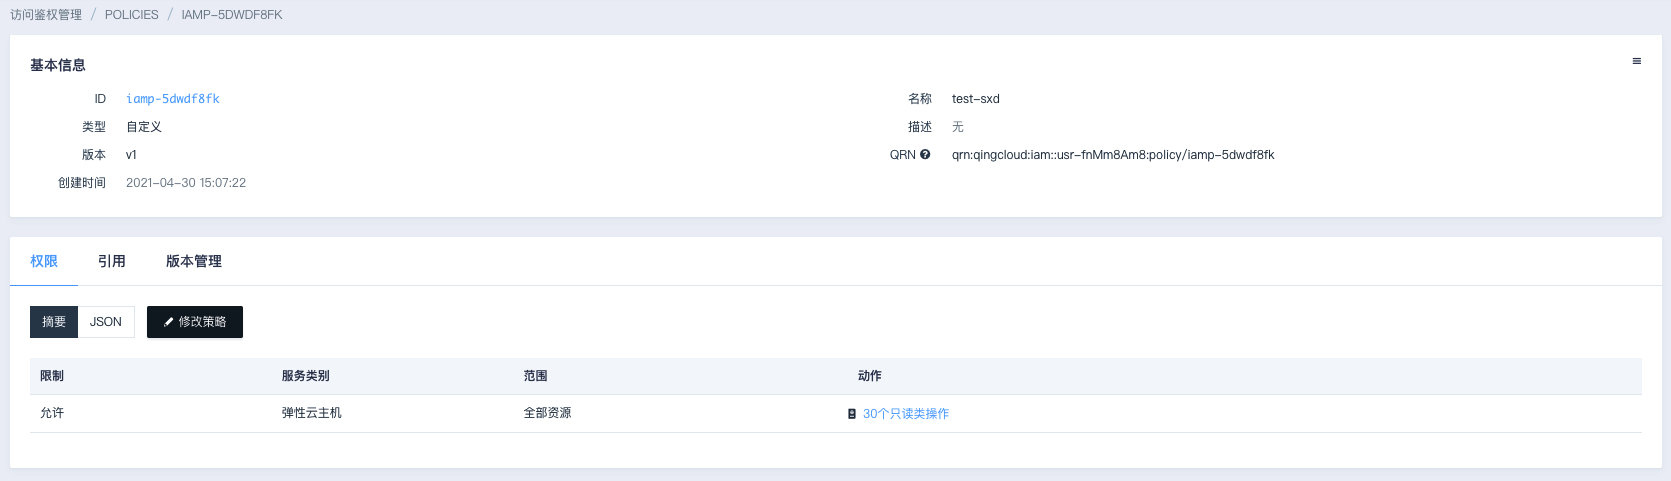 访问鉴权管理 / POLICIES / IAMP-5DWDF8FK
基本信息
ID iamp-5dwdf8fk
名称 test-sxd
类型 自定义
描述 无
版本 v1
QRN qrn:qingcloud:iam::usr-fnMm8Am8:policy/iamp-5dwdf8fk
创建时间 2021-04-30 15:07:22
权限 引用 版本管理
摘要 JSON 修改策略
限制 服务类别 范围 动作
允许 弹性云主机 全部资源 30个只读类操作